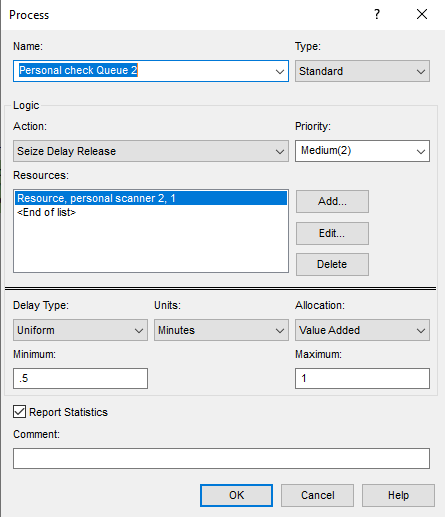 Process
?
Name:
Type:
Personal check Queue 2
Standard
Logic
Action:
Priority:
Seize Delay Release
Medium(2)
Resources:
Resource, personal scanner 2, 1
<End of list>
Add...
Edit...
Delete
Delay Type:
Units:
Allocation:
Uniform
Minutes
Value Added
Minimum:
Maximum:
.5
1
Report Statistics
Comment:
OK
Cancel
Help